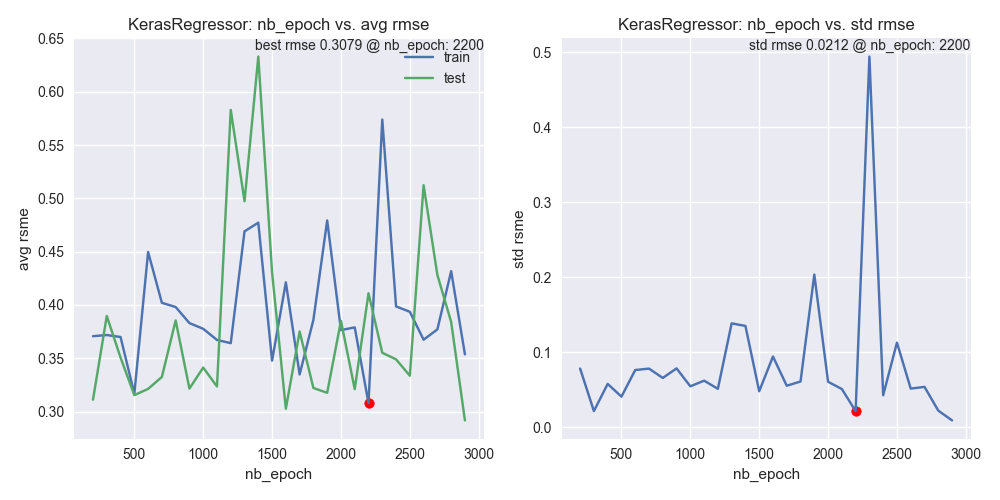 KerasRegressor: nb_epoch vs. avg rmse
best rmse 0.3079 @ nb_epoch: 2200
train
test
0.65
0.60
0.55
0.50
0.45
0.40
0.35
0.30
avg rsme
500
1000
1500
2000
2500
3000
nb_epoch
KerasRegressor: nb_epoch vs. std rmse
std rmse 0.0212 @ nb_epoch: 2200
0.5
0.4
0.3
0.2
0.1
0.0
std rsme
500
1000
1500
2000
2500
3000
nb_epoch